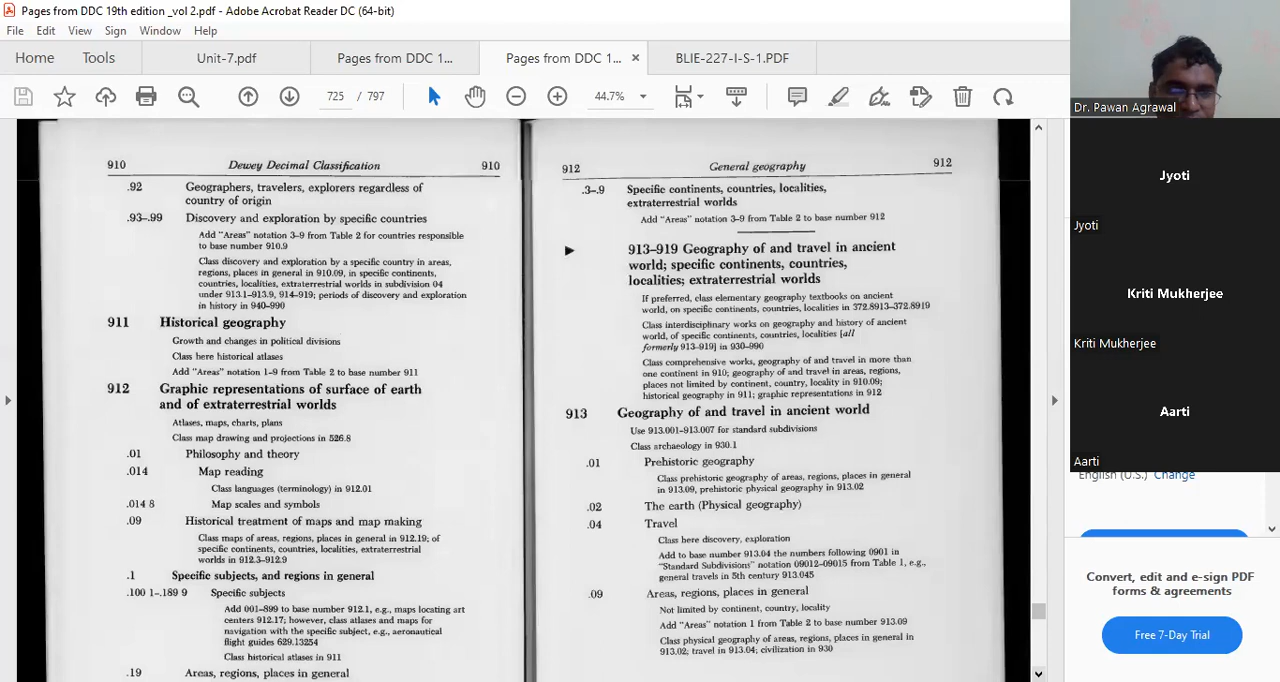 Pages from DDC 19th edition _vol 2.pdf - Adobe Acrobat Reader DC (64-bit)
File Edit View Sign Window Help
Home Tools Unit-7.pdf Pages from DDC 1... Pages from DDC 1... × BLIE-227-I-S-1.PDF
725 / 797 44.7%
910 Dewey Decimal Classification 910
.92 Geographers, travelers, explorers regardless of
country of origin
.93–.99 Discovery and exploration by specific countries
Add "Areas" notation 3–9 from Table 2 for countries responsible
to base number 910.9
Class discovery and exploration by a specific country in areas,
regions, places in general in 910.09, in specific continents,
countries, localities, extraterrestrial worlds in subdivision 04
under 913.1–913.9, 914–919; periods of discovery and exploration
in history in 940–990
911 Historical geography
Growth and changes in political divisions
Class here historical atlases
Add "Areas" notation 1–9 from Table 2 to base number 911
912 Graphic representations of surface of earth
and of extraterrestrial worlds
Atlases, maps, charts, plans
Class map drawing and projections in 526.8
.01 Philosophy and theory
.014 Map reading
Class languages (terminology) in 912.01
.014 8 Map scales and symbols
.09 Historical treatment of maps and map making
Class maps of areas, regions, places in general in 912.19; of
specific continents, countries, localities, extraterrestrial
worlds in 912.3–912.9
.1 Specific subjects, and regions in general
.100 1–.189 9 Specific subjects
Add 001–899 to base number 912.1, e.g., maps locating art
centers 912.17; however, class atlases and maps for
navigation with the specific subject, e.g., aeronautical
flight guides 629.13254
Class historical atlases in 911
.19 Areas, regions, places in general
912 General geography 912
.3–.9 Specific continents, countries, localities,
extraterrestrial worlds
Add "Areas" notation 3–9 from Table 2 to base number 912
913–919 Geography of and travel in ancient
world; specific continents, countries,
localities; extraterrestrial worlds
If preferred, class elementary geography textbooks on ancient
world, on specific continents, countries, localities in 372.8913–372.8919
Class interdisciplinary works on geography and history of ancient
world, of specific continents, countries, localities [all
formerly 913–919] in 930–990
Class comprehensive works, geography of and travel in more than
one continent in 910; geography of and travel in areas, regions,
places not limited by continent, country, locality in 910.09;
historical geography in 911; graphic representations in 912
913 Geography of and travel in ancient world
Use 913.001–913.007 for standard subdivisions
Class archaeology in 930.1
.01 Prehistoric geography
Class prehistoric geography of areas, regions, places in general
in 913.09, prehistoric physical geography in 913.02
.02 The earth (Physical geography)
.04 Travel
Class here discovery, exploration
Add to base number 913.04 the numbers following 0901 in
"Standard Subdivisions" notation 09012–09015 from Table 1, e.g.,
general travels in 5th century 913.045
.09 Areas, regions, places in general
Not limited by continent, country, locality
Add "Areas" notation 1 from Table 2 to base number 913.09
Class physical geography of areas, regions, places in general in
913.02; travel in 913.04; civilization in 930
Dr. Pawan Agrawal
Jyoti
Jyoti
Kriti Mukherjee
Kriti Mukherjee
Aarti
Aarti
English (U.S.) Change
Convert, edit and e-sign PDF
forms & agreements
Free 7-Day Trial